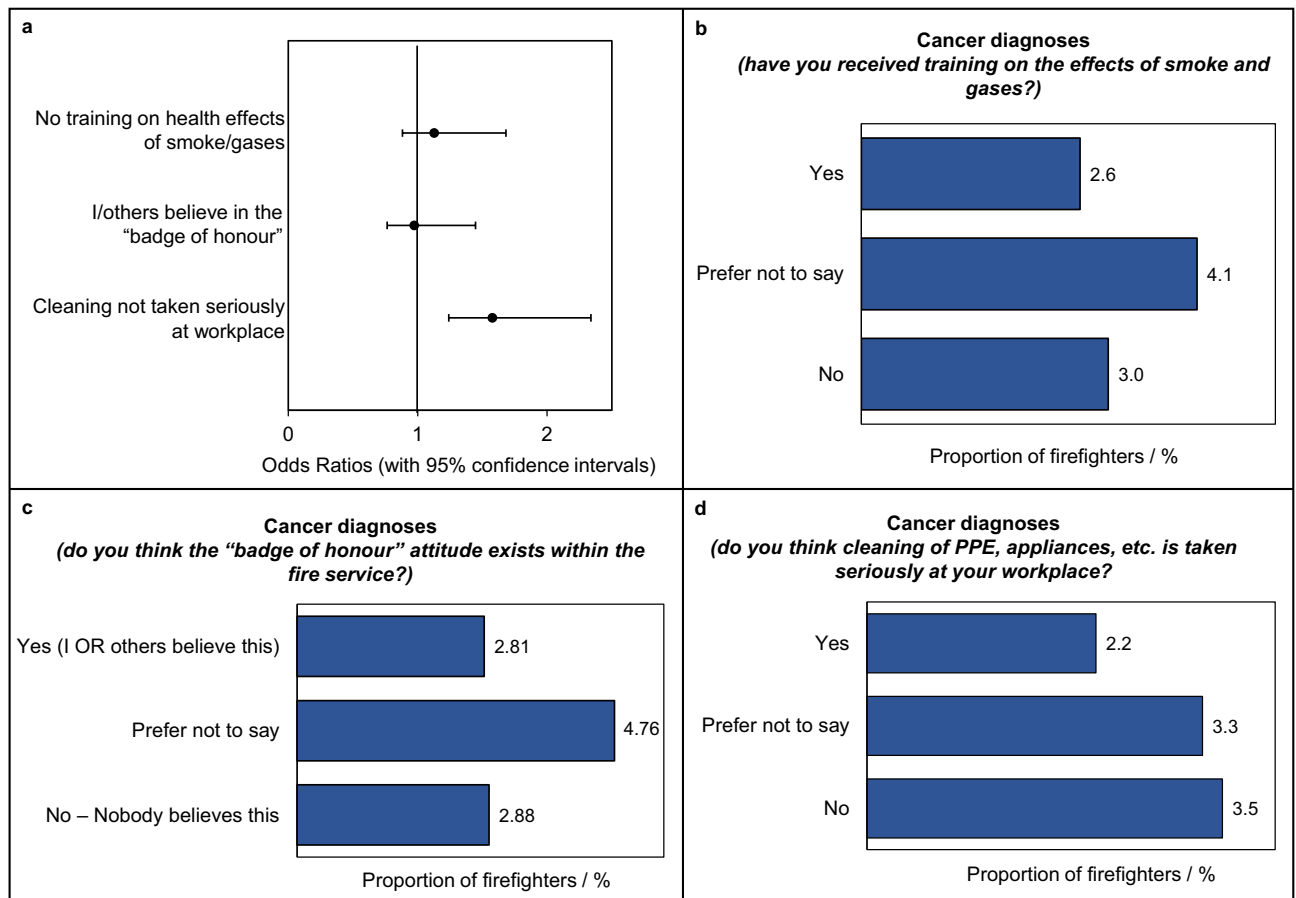 a
No training on health effects
of smoke/gases
I/others believe in the
“badge of honour”
Cleaning not taken seriously
at workplace
0 1 2
Odds Ratios (with 95% confidence intervals)
b
Cancer diagnoses
(have you received training on the effects of smoke and
gases?)
Yes 2.6
Prefer not to say 4.1
No 3.0
Proportion of firefighters / %
c
Cancer diagnoses
(do you think the “badge of honour” attitude exists within the
fire service?)
Yes (I OR others believe this) 2.81
Prefer not to say 4.76
No – Nobody believes this 2.88
Proportion of firefighters / %
d
Cancer diagnoses
(do you think cleaning of PPE, appliances, etc. is taken
seriously at your workplace?
Yes 2.2
Prefer not to say 3.3
No 3.5
Proportion of firefighters / %